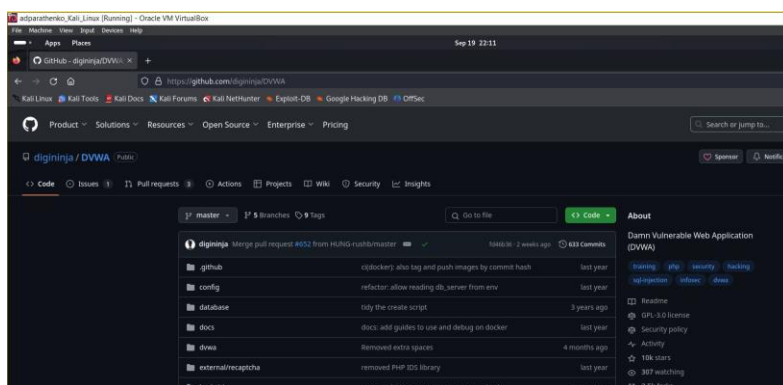 adparathenko_Kali_Linux [Running] - Oracle VM VirtualBox
File Machine View Input Devices Help
Apps Places Sep 19 22:11
GitHub - digininja/DVWA × +
https://github.com/digininja/DVWA
Kali Linux Kali Tools Kali Docs Kali Forums Kali NetHunter Exploit-DB Google Hacking DB OffSec
Product Solutions Resources Open Source Enterprise Pricing Search or jump to...
digininja / DVWA Public Sponsor
Code Issues 1 Pull requests 3 Actions Projects Wiki Security Insights
master 5 Branches 9 Tags Go to file Code About
digininja Merge pull request #652 from HUNG-rushb/master 2 weeks ago 633 Commits
Damn Vulnerable Web Application (DVWA)
.github ci(docker): also tag and push images by commit hash last year
training php security hacking
config refactor: allow reading db_server from env last year
sql-injection infosec dvwa
database tidy the create script 3 years ago
Readme
docs docs: add guides to use and debug on docker last year
GPL-3.0 license
Security policy
dvwa Removed extra spaces 4 months ago
Activity
10k stars
external/recaptcha removed PHP IDS library last year
307 watching